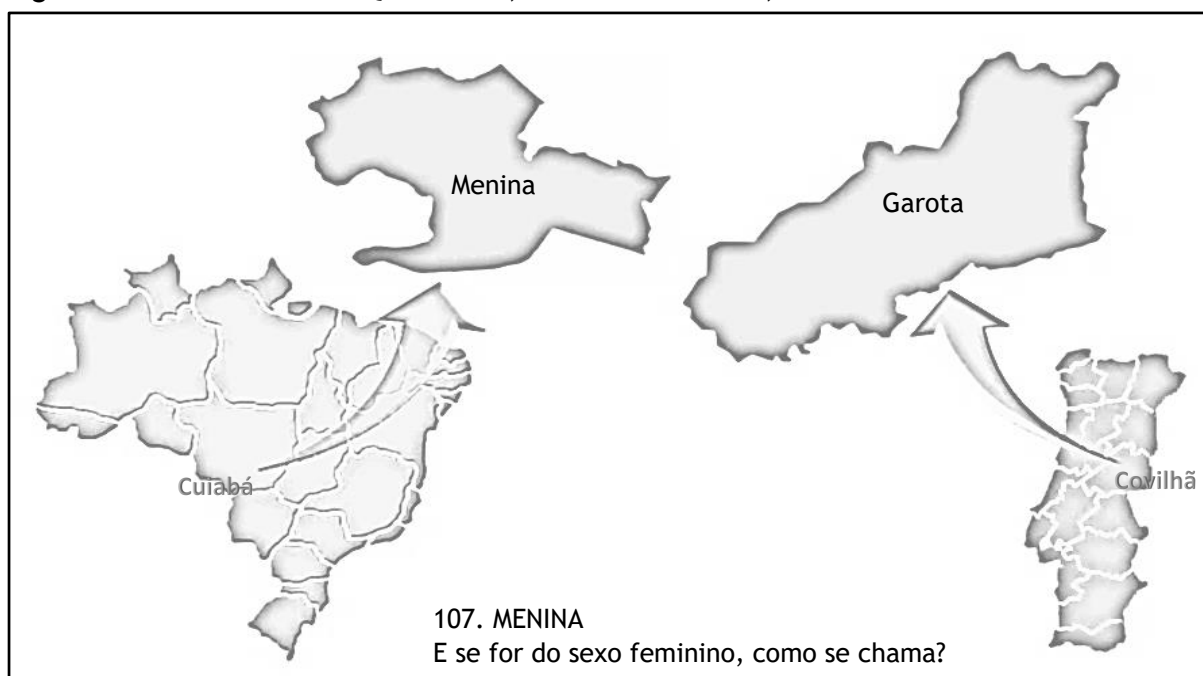 Menina
Garota
Cuiabá
Covilhã
107. MENINA
E se for do sexo feminino, como se chama?